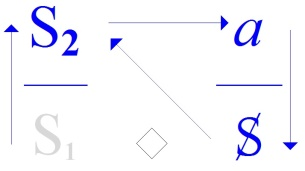 S₂ a
S₁ $